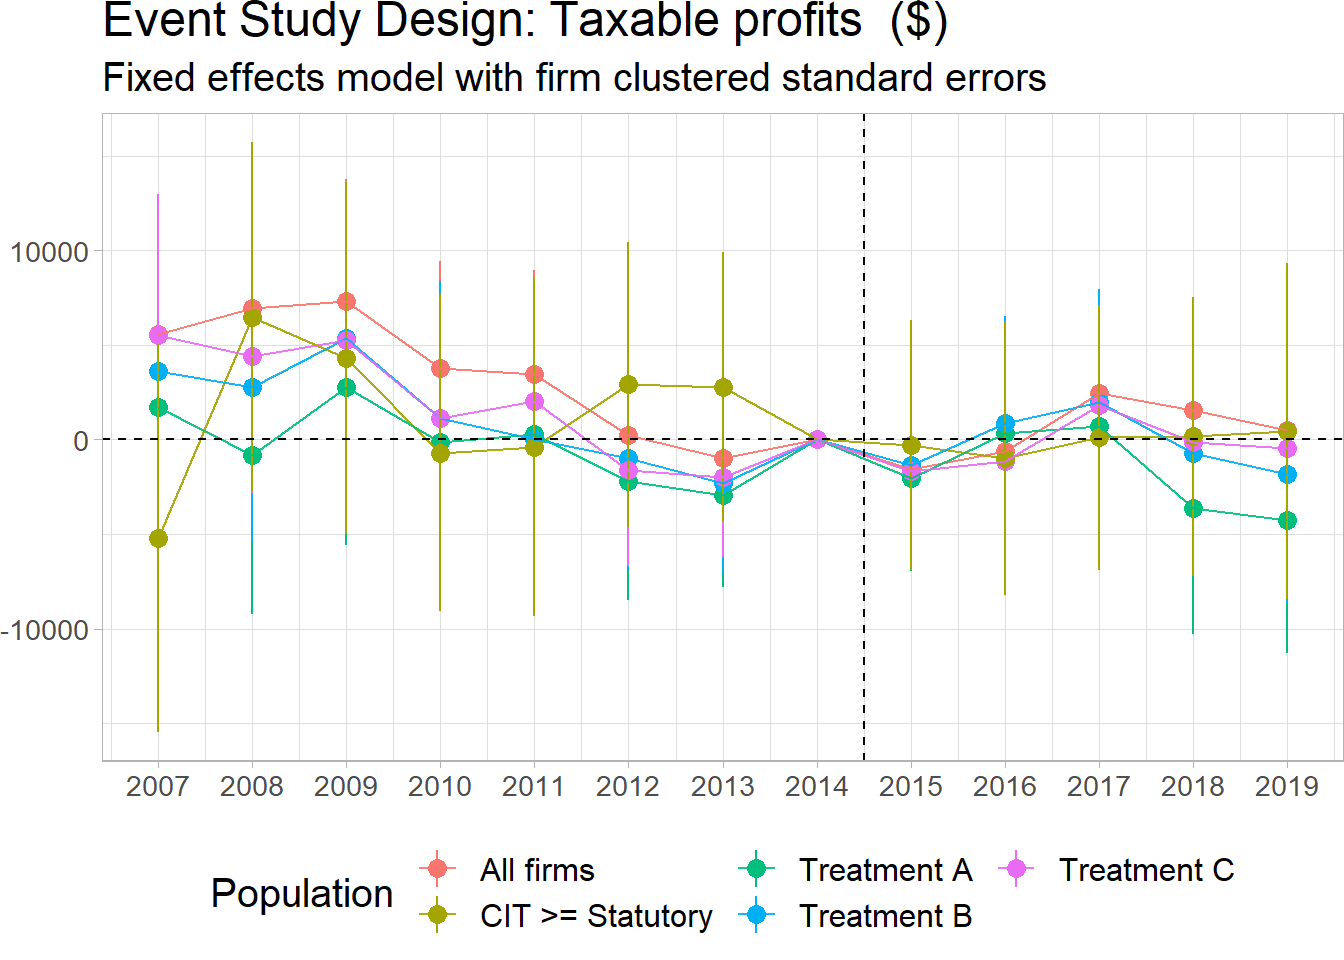 Event Study Design: Taxable profits  ($)
Fixed effects model with firm clustered standard errors
10000
0
-10000
2007 2008 2009 2010 2011 2012 2013 2014 2015 2016 2017 2018 2019
Population
All firms
CIT >= Statutory
Treatment A
Treatment B
Treatment C